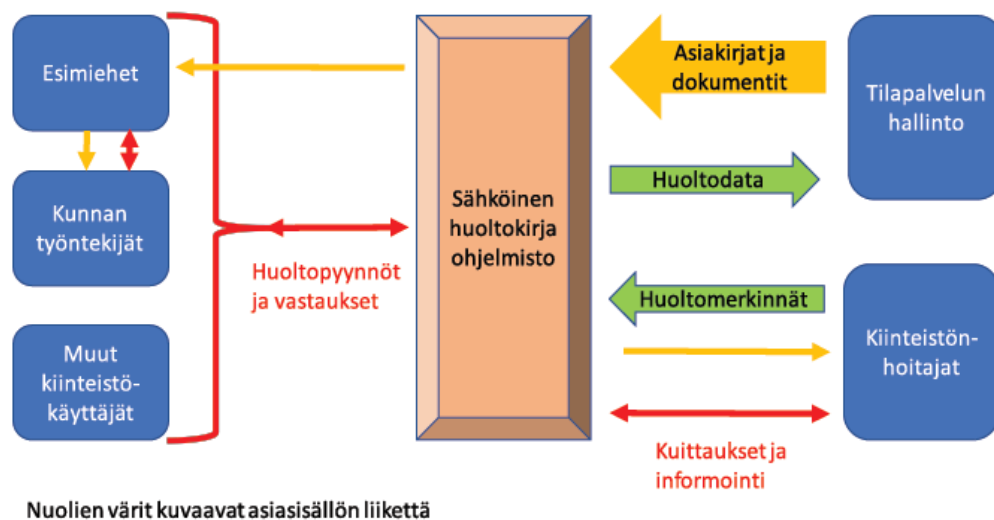 Esimiehet
Kunnan
työntekijät
Muut
kiinteistö-
käyttäjät
Huoltopyynnöt
ja vastaukset
Sähköinen
huoltokirja
ohjelmisto
Asiakirjat ja
dokumentit
Huoltodata
Huoltomerkinnät
Kuittaukset ja
informointi
Tilapalvelun
hallinto
Kiinteistön-
hoitajat
Nuolien värit kuvaavat asiasisällön liikettä